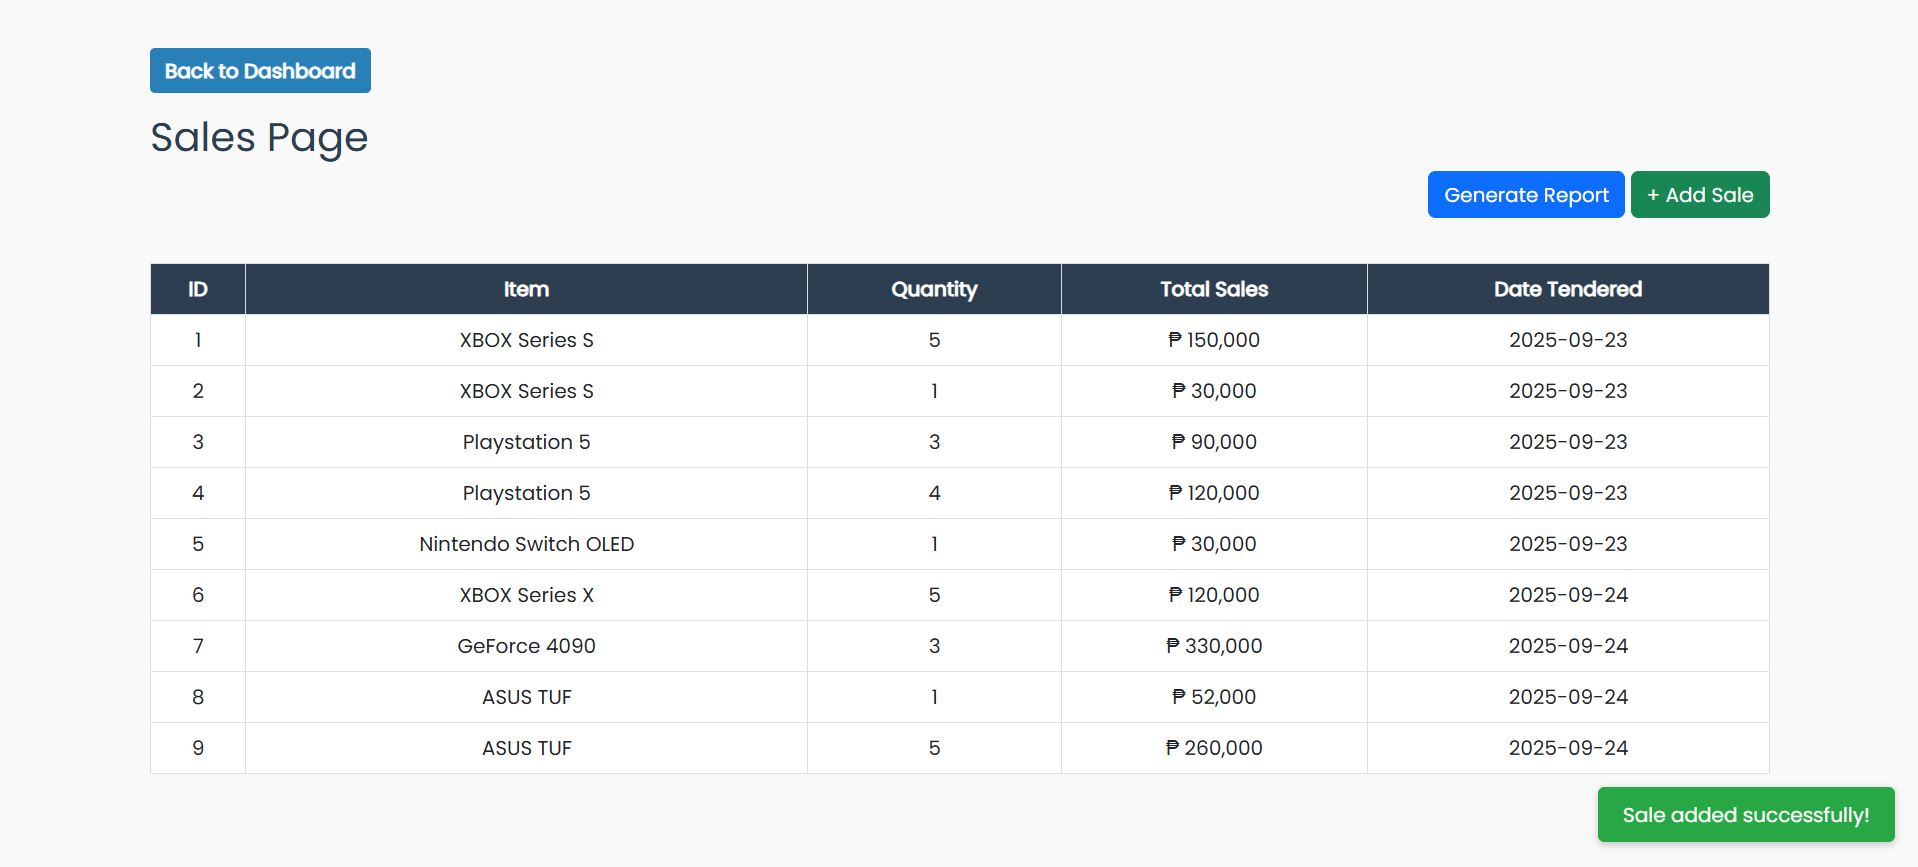 Back to Dashboard
Sales Page
Generate Report + Add Sale
ID Item Quantity Total Sales Date Tendered
1 XBOX Series S 5 ₱ 150,000 2025-09-23
2 XBOX Series S 1 ₱ 30,000 2025-09-23
3 Playstation 5 3 ₱ 90,000 2025-09-23
4 Playstation 5 4 ₱ 120,000 2025-09-23
5 Nintendo Switch OLED 1 ₱ 30,000 2025-09-23
6 XBOX Series X 5 ₱ 120,000 2025-09-24
7 GeForce 4090 3 ₱ 330,000 2025-09-24
8 ASUS TUF 1 ₱ 52,000 2025-09-24
9 ASUS TUF 5 ₱ 260,000 2025-09-24
Sale added successfully!